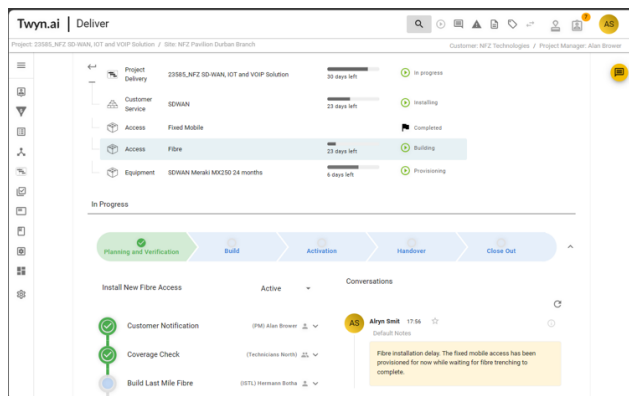 Twyn.ai | Deliver
7
AS
Project: 23585_NFZ SD-WAN, IOT and VOIP Solution / Site: NFZ Pavilion Durban Branch
Customer: NFZ Technologies / Project Manager: Alan Brower
Project Delivery
23585_NFZ SD-WAN, IOT and VOIP Solution
30 days left
In progress
Customer Service
SDWAN
23 days left
Installing
Access
Fixed Mobile
Completed
Access
Fibre
23 days left
Building
Equipment
SDWAN Meraki MX250 24 months
6 days left
Provisioning
In Progress
Planning and Verification
Build
Activation
Handover
Close Out
Install New Fibre Access
Active
Conversations
Customer Notification
(PM) Alan Brower
Coverage Check
(Technicians North)
Build Last Mile Fibre
(ISTL) Hermann Botha
AS
Alryn Smit 17:56
Default Notes
Fibre installation delay. The fixed mobile access has been
provisioned for now while waiting for fibre trenching to
complete.